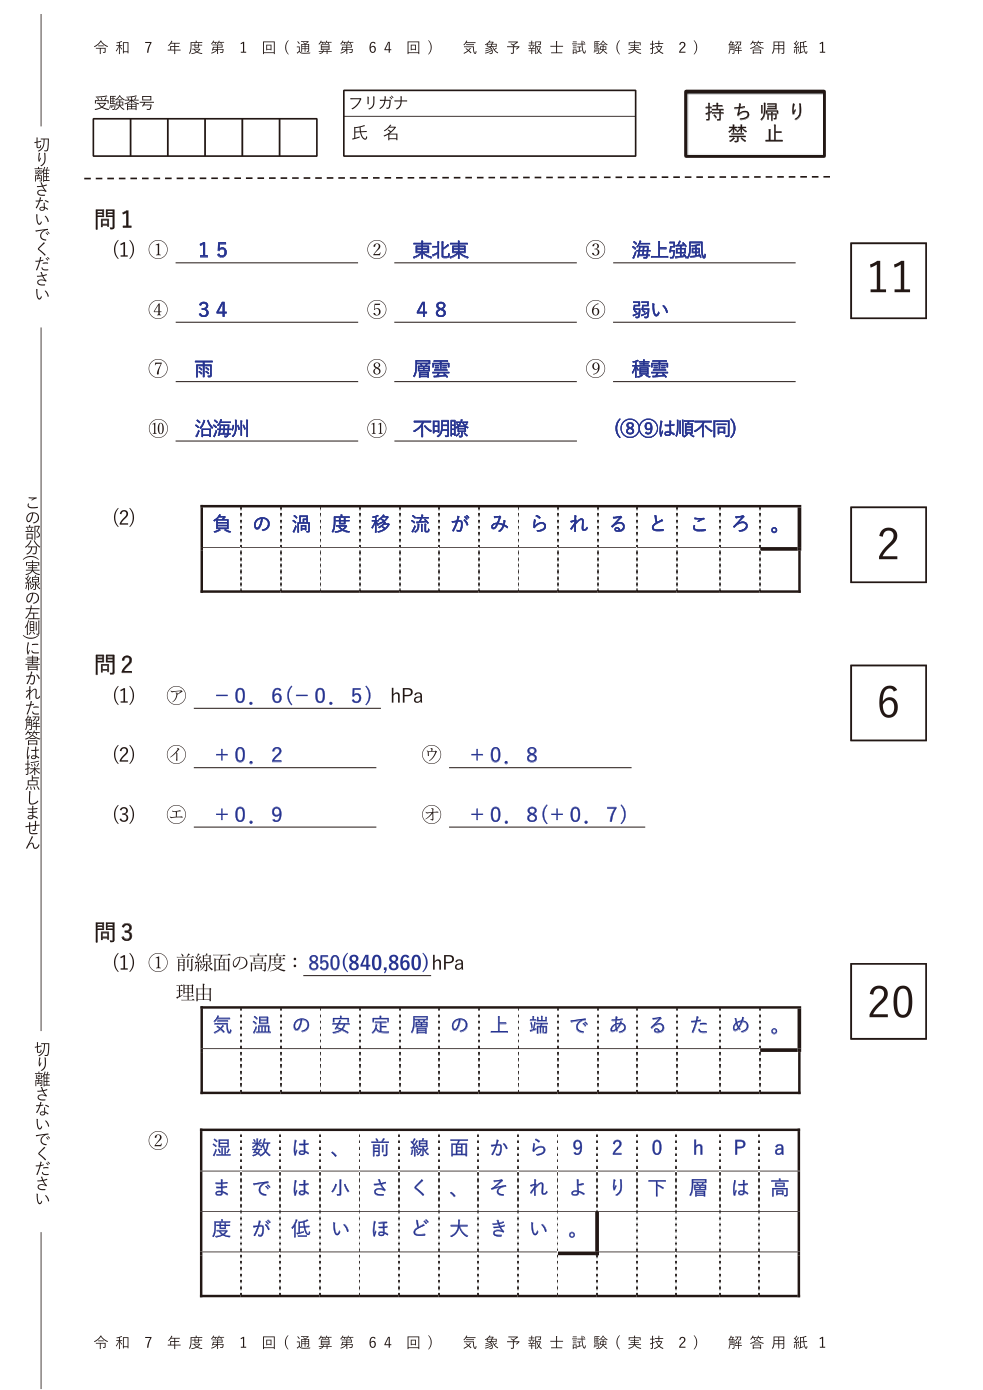 令和7年度第1回(通算第64回) 気象予報士試験(実技2) 解答用紙1
受験番号
フリガナ
氏 名
持ち帰り
禁 止
切り離さないでください
この部分(実線の左側)に書かれた解答は採点しません
切り離さないでください
問1
(1) ① 15 ② 東北東 ③ 海上強風
11
④ 34 ⑤ 48 ⑥ 弱い
⑦ 雨 ⑧ 層雲 ⑨ 積雲
⑩ 沿海州 ⑪ 不明瞭 (⑧⑨は順不同)
(2) 負の渦度移流がみられるところ。
2
問2
(1) ㋐ −0.6(−0.5) hPa
6
(2) ㋑ +0.2 ㋒ +0.8
(3) ㋓ +0.9 ㋔ +0.8(+0.7)
問3
(1) ① 前線面の高度:850(840,860)hPa
20
理由
気温の安定層の上端であるため。
② 湿数は、前線面から920hPa
までは小さく、それより下層は高
度が低いほど大きい。
令和7年度第1回(通算第64回) 気象予報士試験(実技2) 解答用紙1